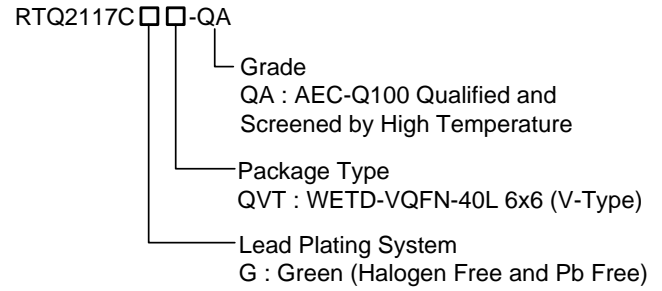 RTQ2117C□□-QA
Grade
QA : AEC-Q100 Qualified and
Screened by High Temperature
Package Type
QVT : WETD-VQFN-40L 6x6 (V-Type)
Lead Plating System
G : Green (Halogen Free and Pb Free)